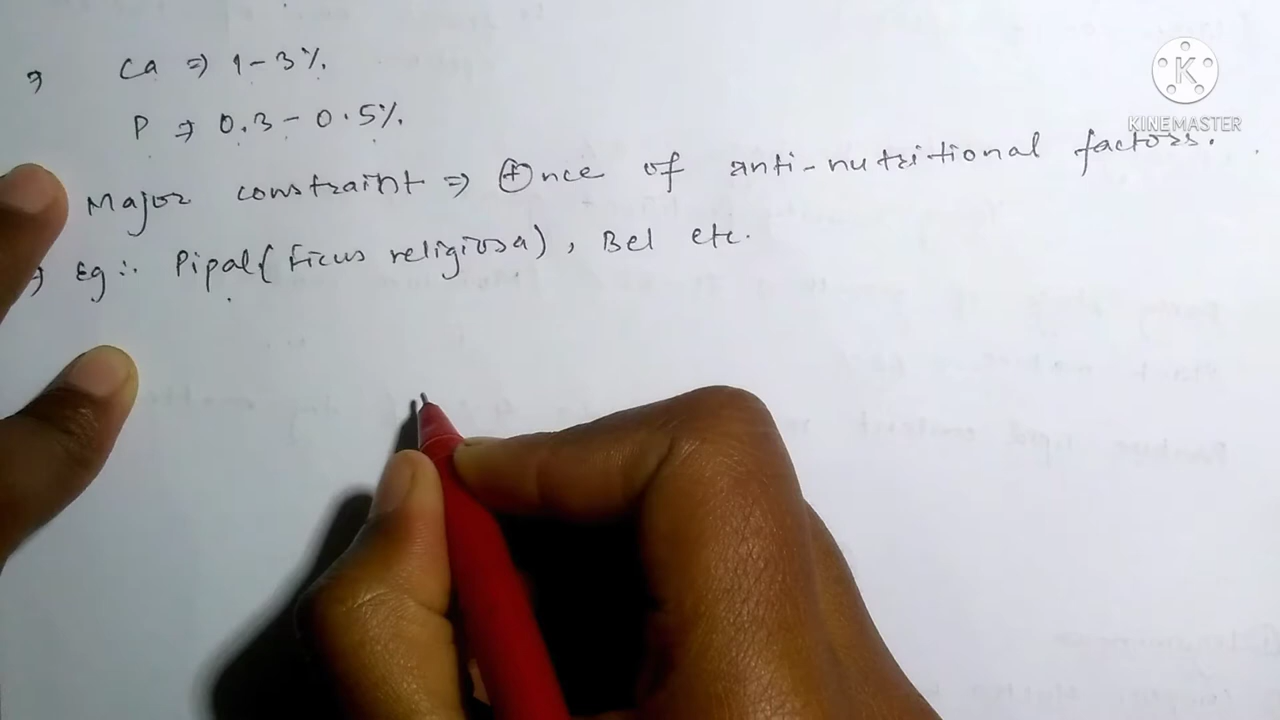 ⇒ Ca ⇒ 1-3%.
P ⇒ 0.3-0.5%.
Major constraint ⇒ ⊕nce of anti-nutritional factors.
⇒ Eg:. Pipal(Ficus religiosa), Bel etc.
KINEMASTER